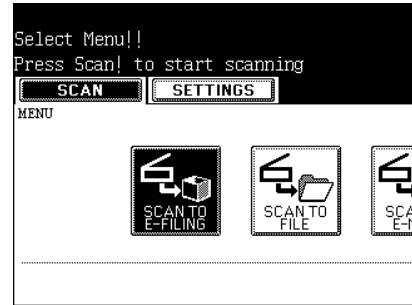 Select Menu!!
Press Scan! to start scanning
SCAN SETTINGS
MENU
SCAN TO
E-FILING
SCAN TO
FILE